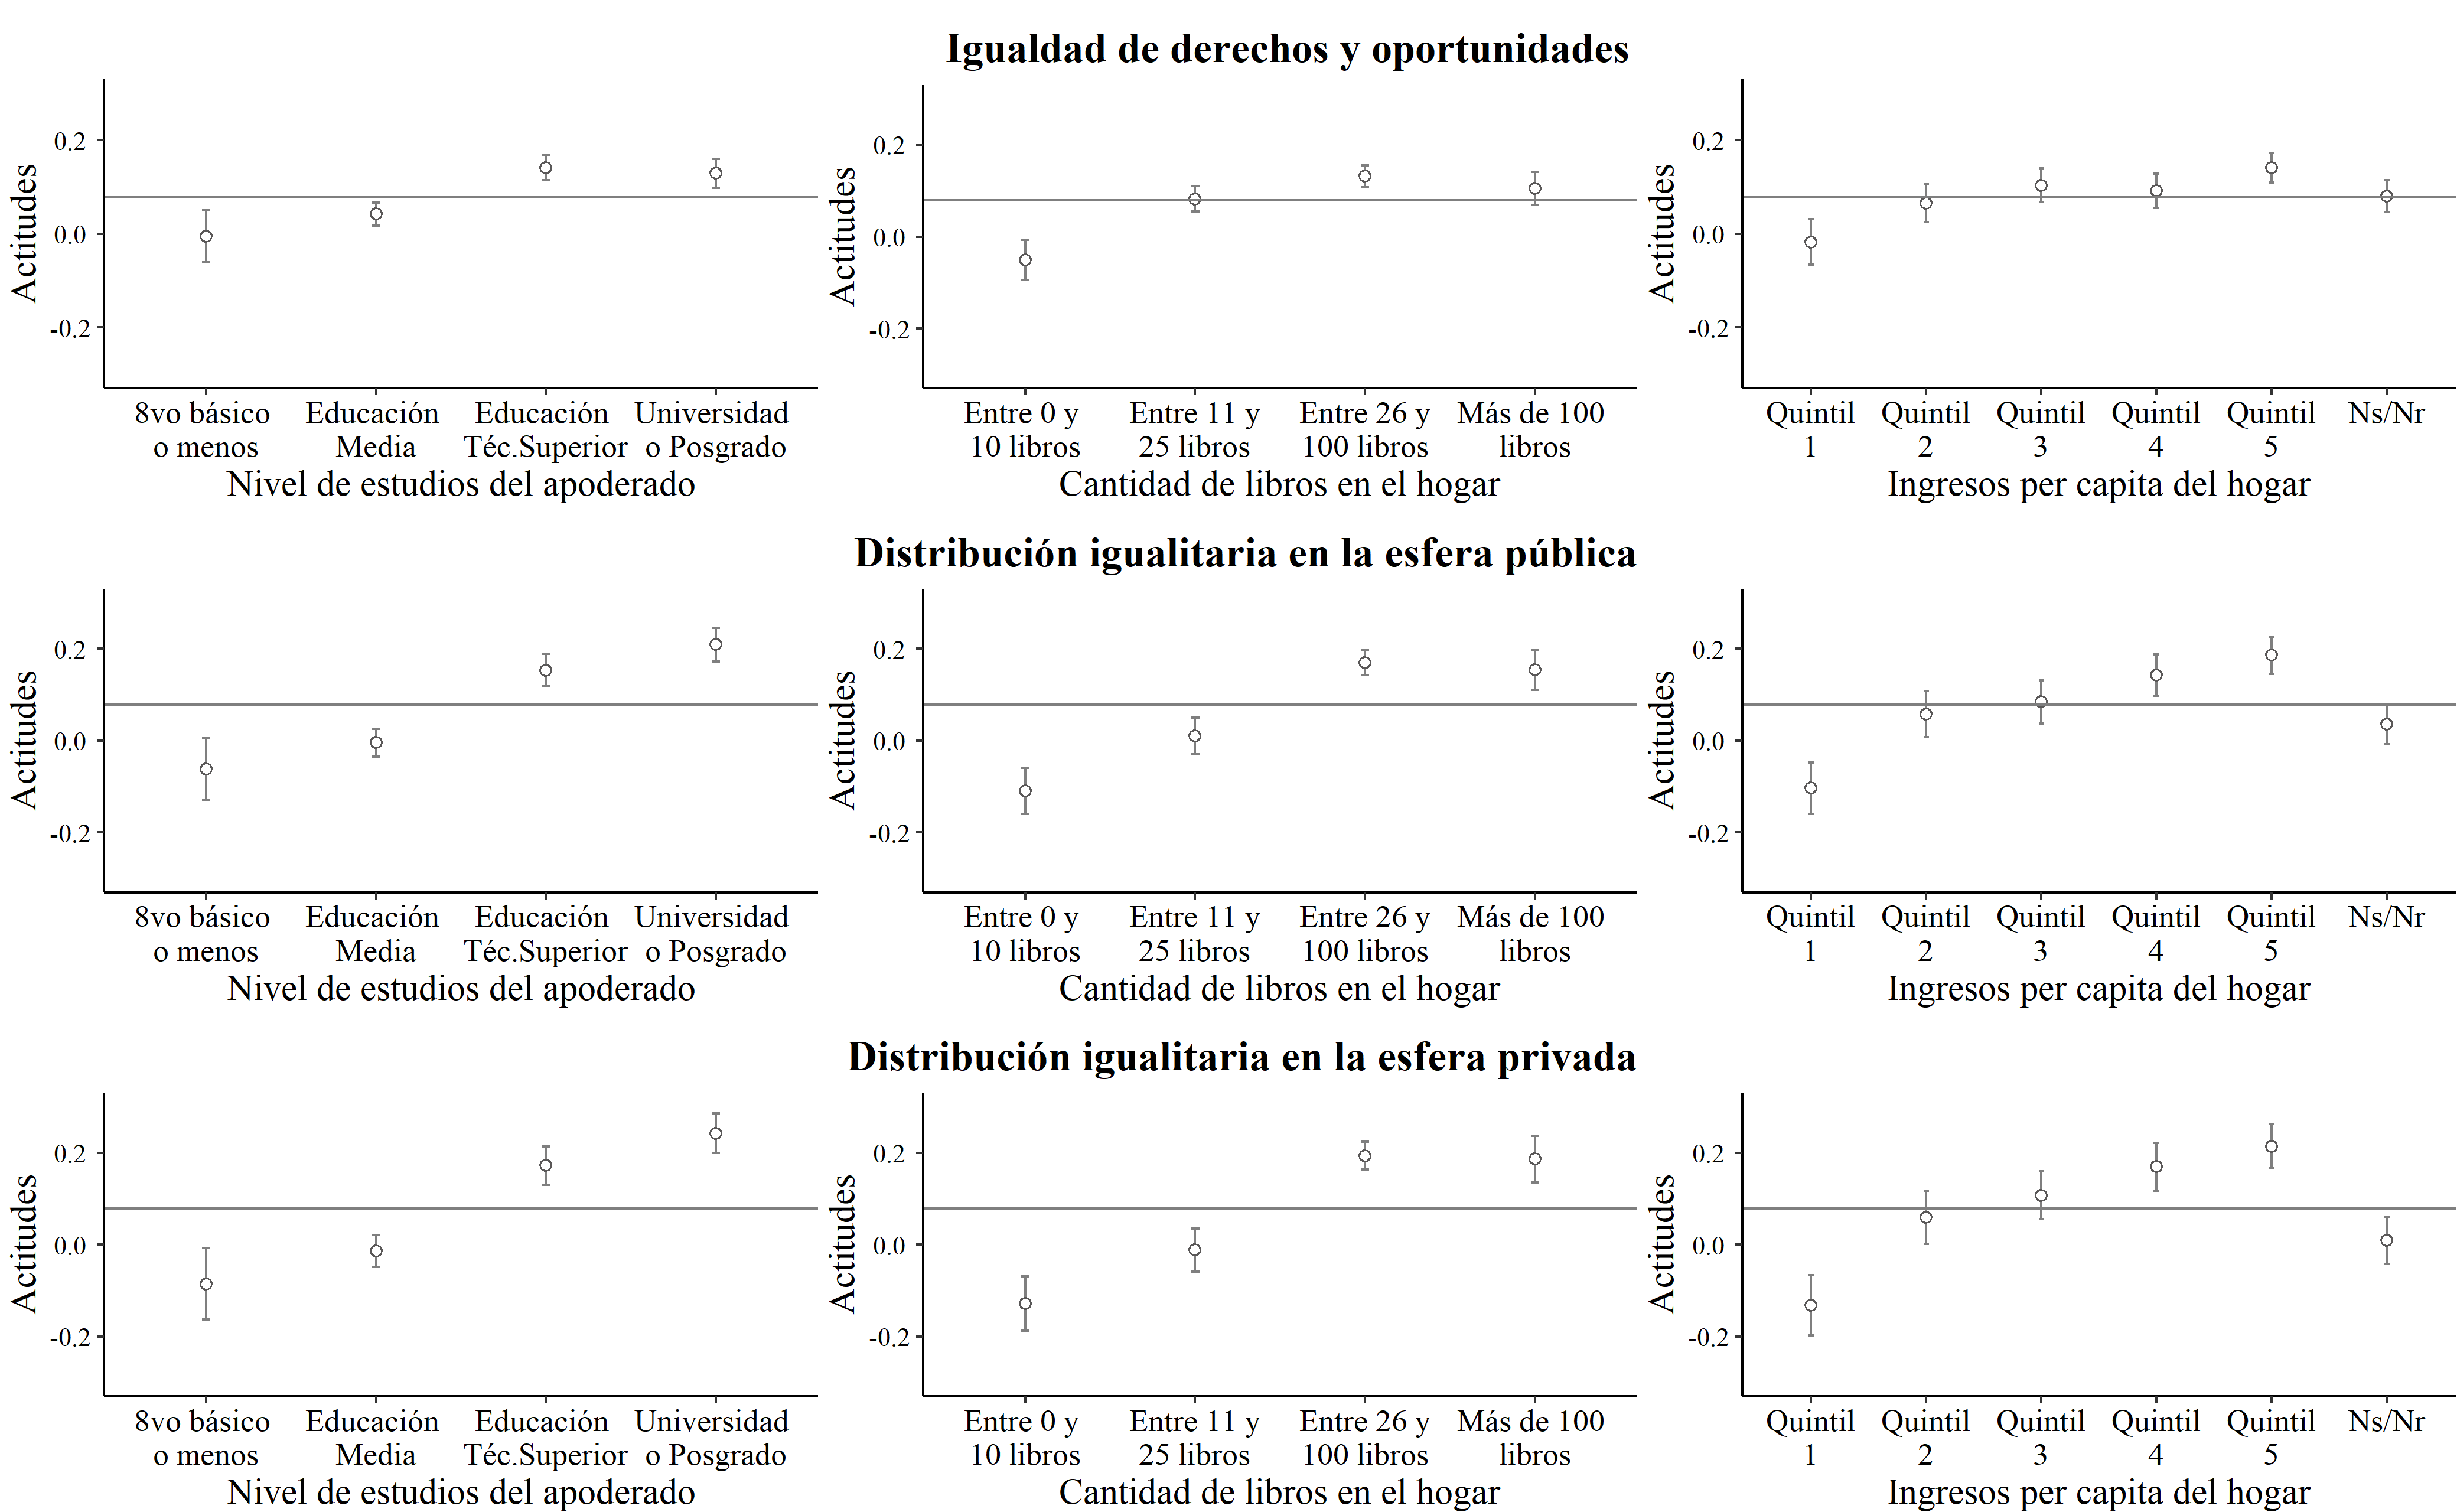 Igualdad de derechos y oportunidades
Actitudes
0.2
0.0
-0.2
8vo básico
o menos
Educación
Media
Educación
Téc.Superior
Universidad
o Posgrado
Nivel de estudios del apoderado
Actitudes
0.2
0.0
-0.2
Entre 0 y
10 libros
Entre 11 y
25 libros
Entre 26 y
100 libros
Más de 100
libros
Cantidad de libros en el hogar
Actitudes
0.2
0.0
-0.2
Quintil
1
Quintil
2
Quintil
3
Quintil
4
Quintil
5
Ns/Nr
Ingresos per capita del hogar
Distribución igualitaria en la esfera pública
Actitudes
0.2
0.0
-0.2
8vo básico
o menos
Educación
Media
Educación
Téc.Superior
Universidad
o Posgrado
Nivel de estudios del apoderado
Actitudes
0.2
0.0
-0.2
Entre 0 y
10 libros
Entre 11 y
25 libros
Entre 26 y
100 libros
Más de 100
libros
Cantidad de libros en el hogar
Actitudes
0.2
0.0
-0.2
Quintil
1
Quintil
2
Quintil
3
Quintil
4
Quintil
5
Ns/Nr
Ingresos per capita del hogar
Distribución igualitaria en la esfera privada
Actitudes
0.2
0.0
-0.2
8vo básico
o menos
Educación
Media
Educación
Téc.Superior
Universidad
o Posgrado
Nivel de estudios del apoderado
Actitudes
0.2
0.0
-0.2
Entre 0 y
10 libros
Entre 11 y
25 libros
Entre 26 y
100 libros
Más de 100
libros
Cantidad de libros en el hogar
Actitudes
0.2
0.0
-0.2
Quintil
1
Quintil
2
Quintil
3
Quintil
4
Quintil
5
Ns/Nr
Ingresos per capita del hogar